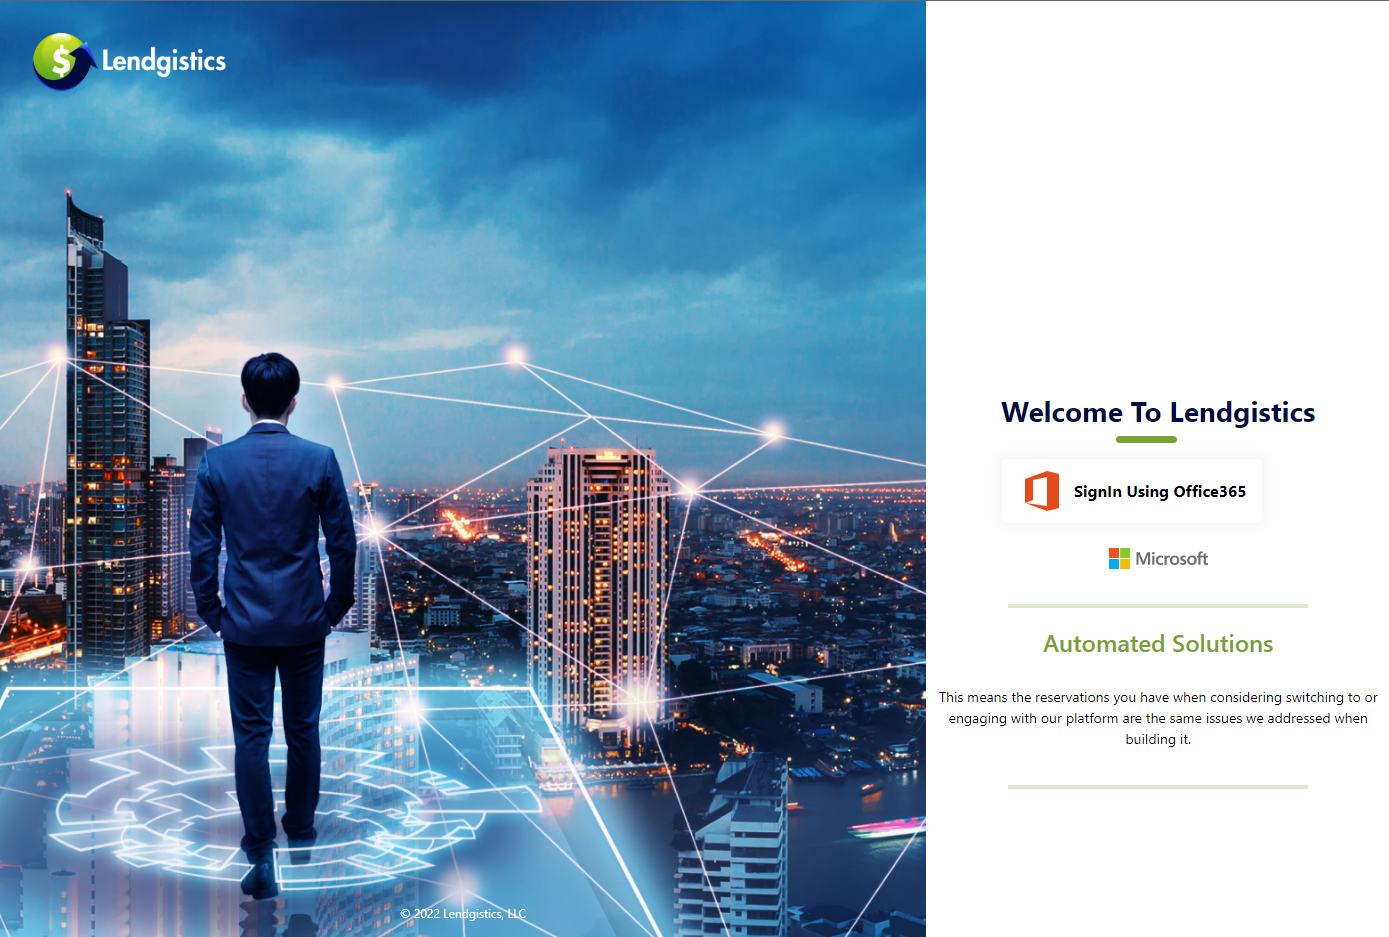 Lendgistics
Welcome To Lendgistics
SignIn Using Office365
Microsoft
Automated Solutions
This means the reservations you have when considering switching to or
engaging with our platform are the same issues we addressed when
building it.
© 2022 Lendgistics, LLC